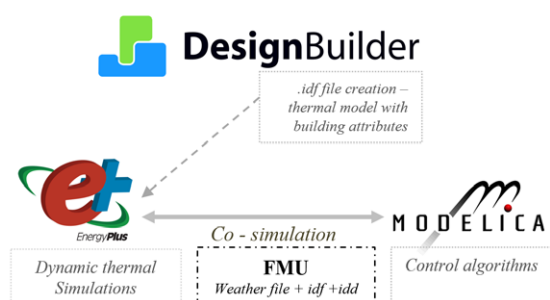 DesignBuilder
.idf file creation –
thermal model with
building attributes
e+
EnergyPlus
Co - simulation
MODELICA
Dynamic thermal
Simulations
FMU
Weather file + idf +idd
Control algorithms